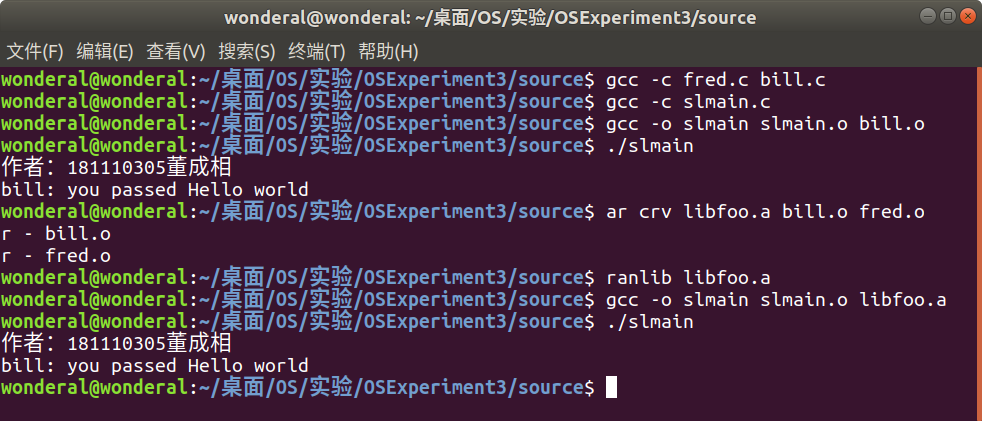 wonderal@wonderal: ~/桌面/OS/实验/OSExperiment3/source
文件(F) 编辑(E) 查看(V) 搜索(S) 终端(T) 帮助(H)
wonderal@wonderal:~/桌面/OS/实验/OSExperiment3/source$ gcc -c fred.c bill.c
wonderal@wonderal:~/桌面/OS/实验/OSExperiment3/source$ gcc -c slmain.c
wonderal@wonderal:~/桌面/OS/实验/OSExperiment3/source$ gcc -o slmain slmain.o bill.o
wonderal@wonderal:~/桌面/OS/实验/OSExperiment3/source$ ./slmain
作者：181110305董成相
bill: you passed Hello world
wonderal@wonderal:~/桌面/OS/实验/OSExperiment3/source$ ar crv libfoo.a bill.o fred.o
r - bill.o
r - fred.o
wonderal@wonderal:~/桌面/OS/实验/OSExperiment3/source$ ranlib libfoo.a
wonderal@wonderal:~/桌面/OS/实验/OSExperiment3/source$ gcc -o slmain slmain.o libfoo.a
wonderal@wonderal:~/桌面/OS/实验/OSExperiment3/source$ ./slmain
作者：181110305董成相
bill: you passed Hello world
wonderal@wonderal:~/桌面/OS/实验/OSExperiment3/source$